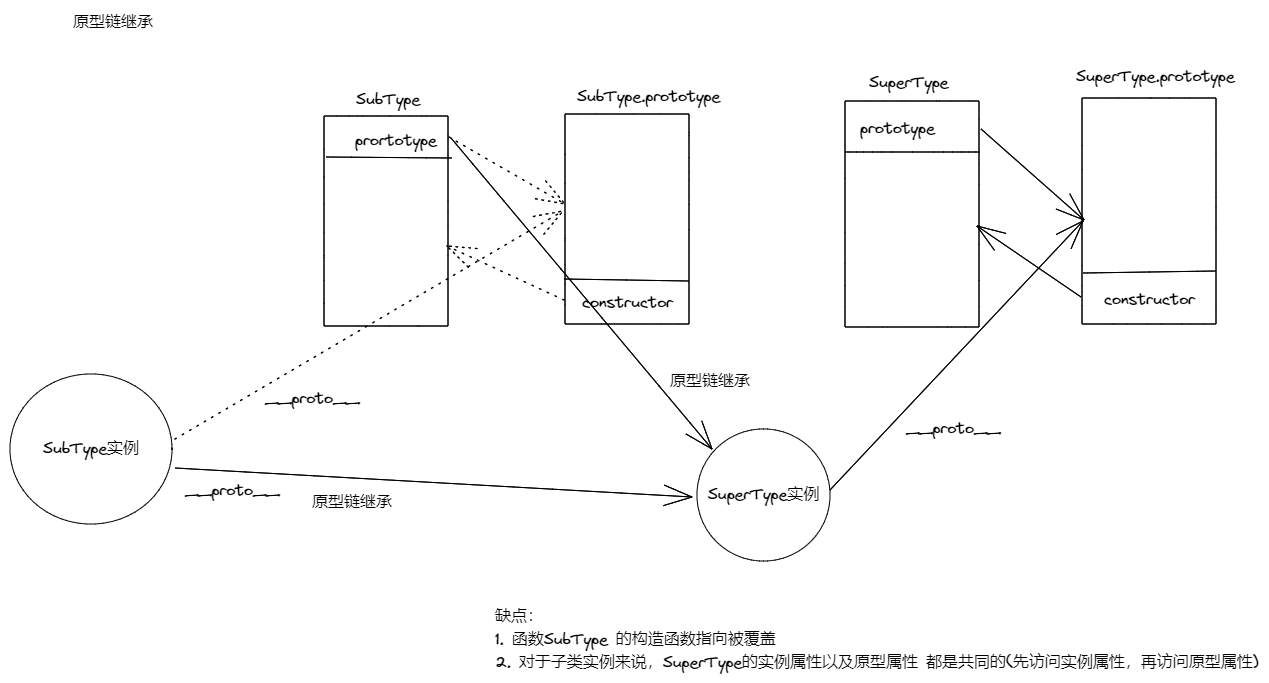 原型链继承
SubType
SubType.prototype
SuperType
SuperType.prototype
prortotype
prototype
constructor
constructor
原型链继承
__proto__
__proto__
SubType实例
__proto__
原型链继承
SuperType实例
缺点:
1. 函数SubType 的构造函数指向被覆盖
2. 对于子类实例来说，SuperType的实例属性以及原型属性 都是共同的(先访问实例属性，再访问原型属性)